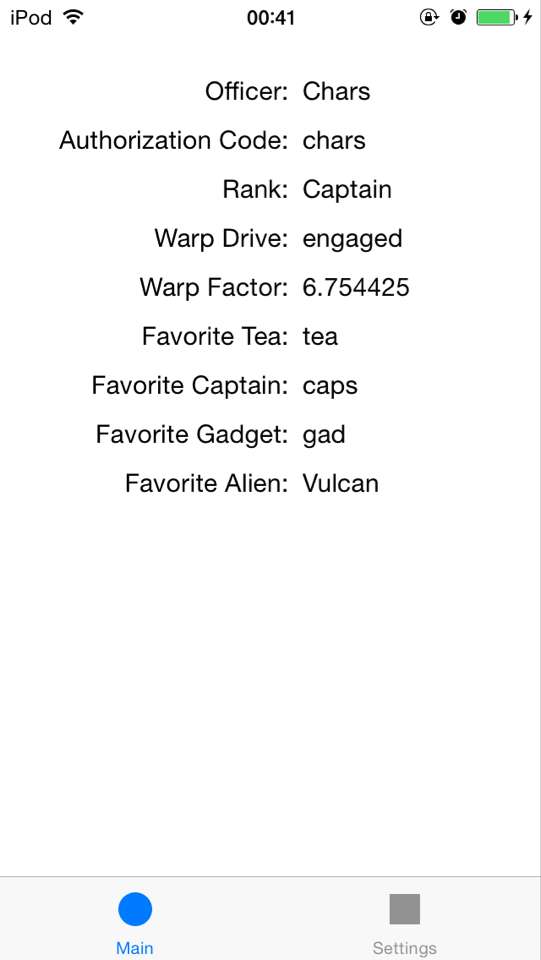 iPod 00:41
Officer: Chars
Authorization Code: chars
Rank: Captain
Warp Drive: engaged
Warp Factor: 6.754425
Favorite Tea: tea
Favorite Captain: caps
Favorite Gadget: gad
Favorite Alien: Vulcan
Main Settings